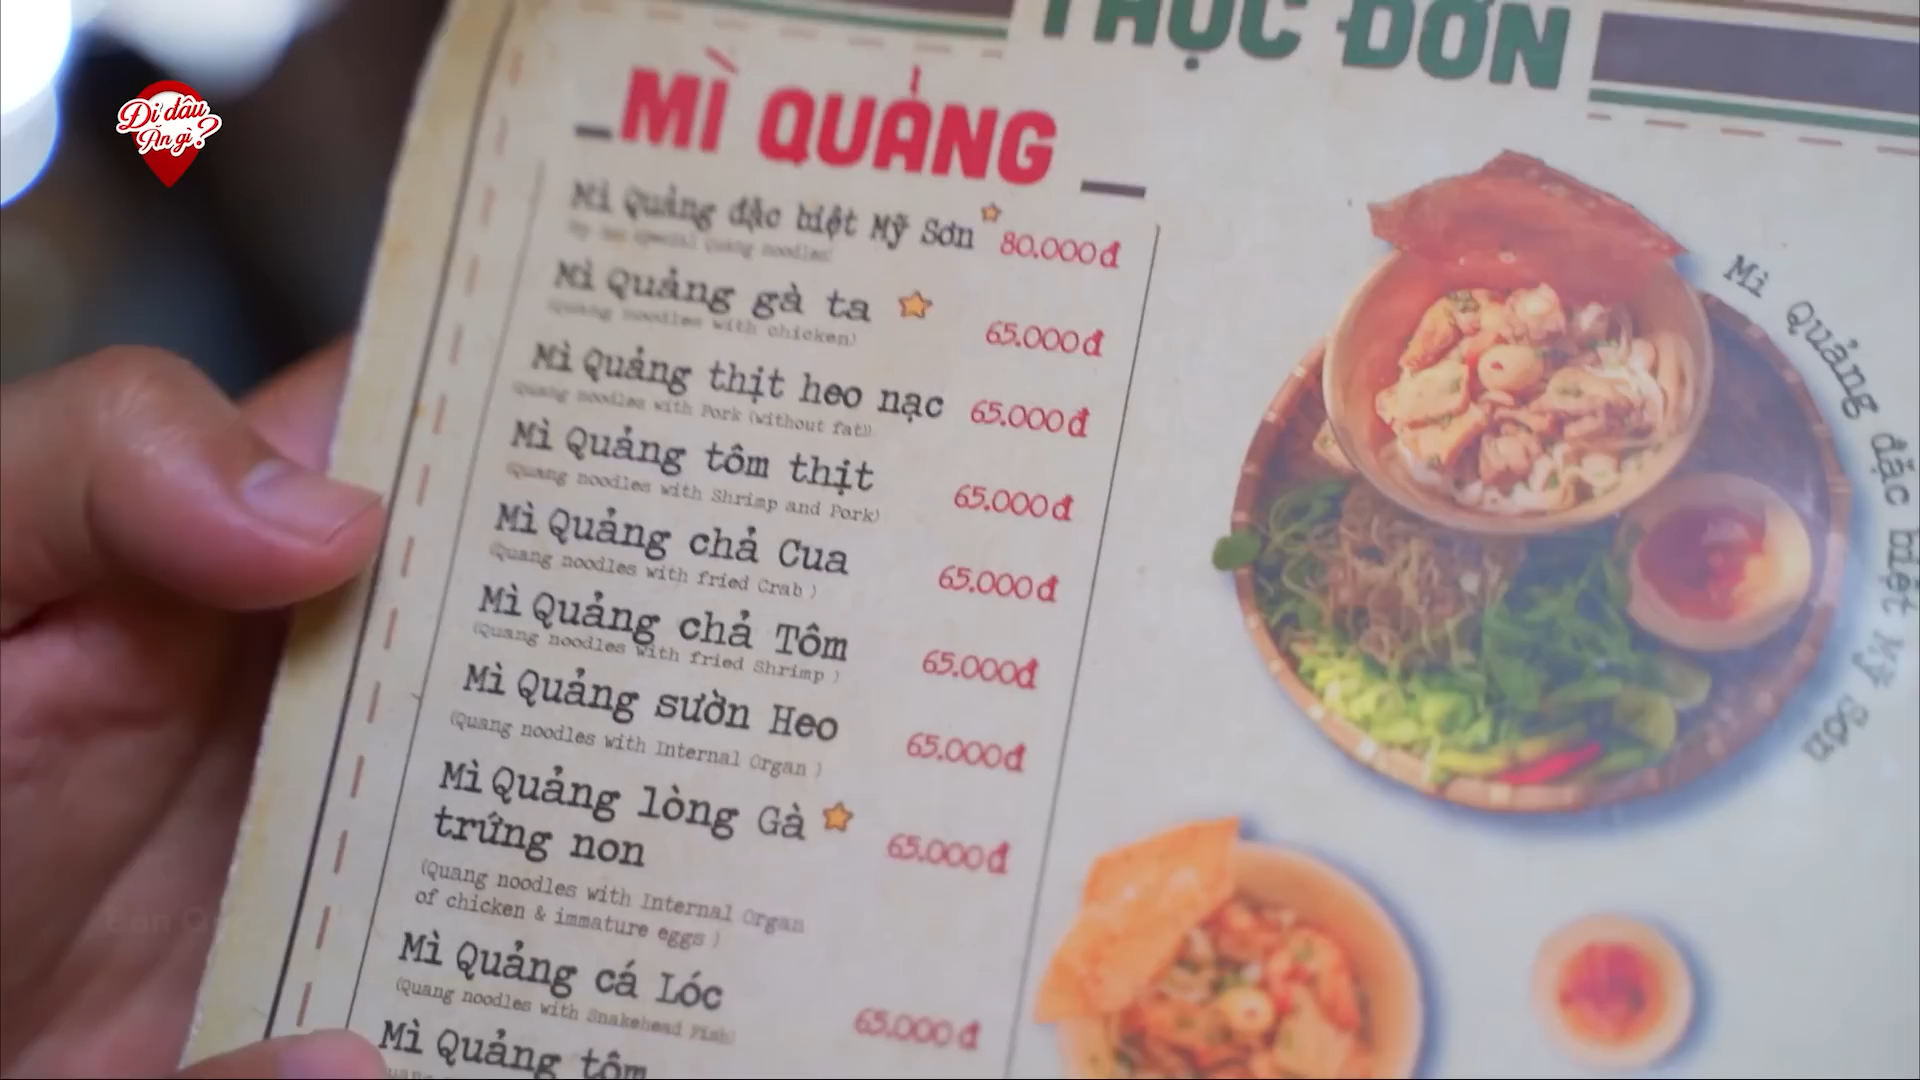 Đi đâu
Ăn gì?
THỰC ĐƠN
MÌ QUẢNG
Mì Quảng đặc biệt Mỹ Sơn 80.000đ
(My Son special Quang noodles)
Mì Quảng gà ta 65.000đ
(Quang noodles with chicken)
Mì Quảng thịt heo nạc 65.000đ
(Quang noodles with Pork (without fat))
Mì Quảng tôm thịt 65.000đ
(Quang noodles with Shrimp and Pork)
Mì Quảng chả Cua 65.000đ
(Quang noodles with fried Crab )
Mì Quảng chả Tôm 65.000đ
(Quang noodles with fried Shrimp )
Mì Quảng sườn Heo 65.000đ
(Quang noodles with Internal Organ )
Mì Quảng lòng Gà 65.000đ
trứng non
(Quang noodles with Internal Organ
of chicken & immature eggs )
Mì Quảng cá Lóc 65.000đ
(Quang noodles with Snakehead Fish)
Mì Quảng tôm
Mì Quảng đặc biệt Mỹ Sơn